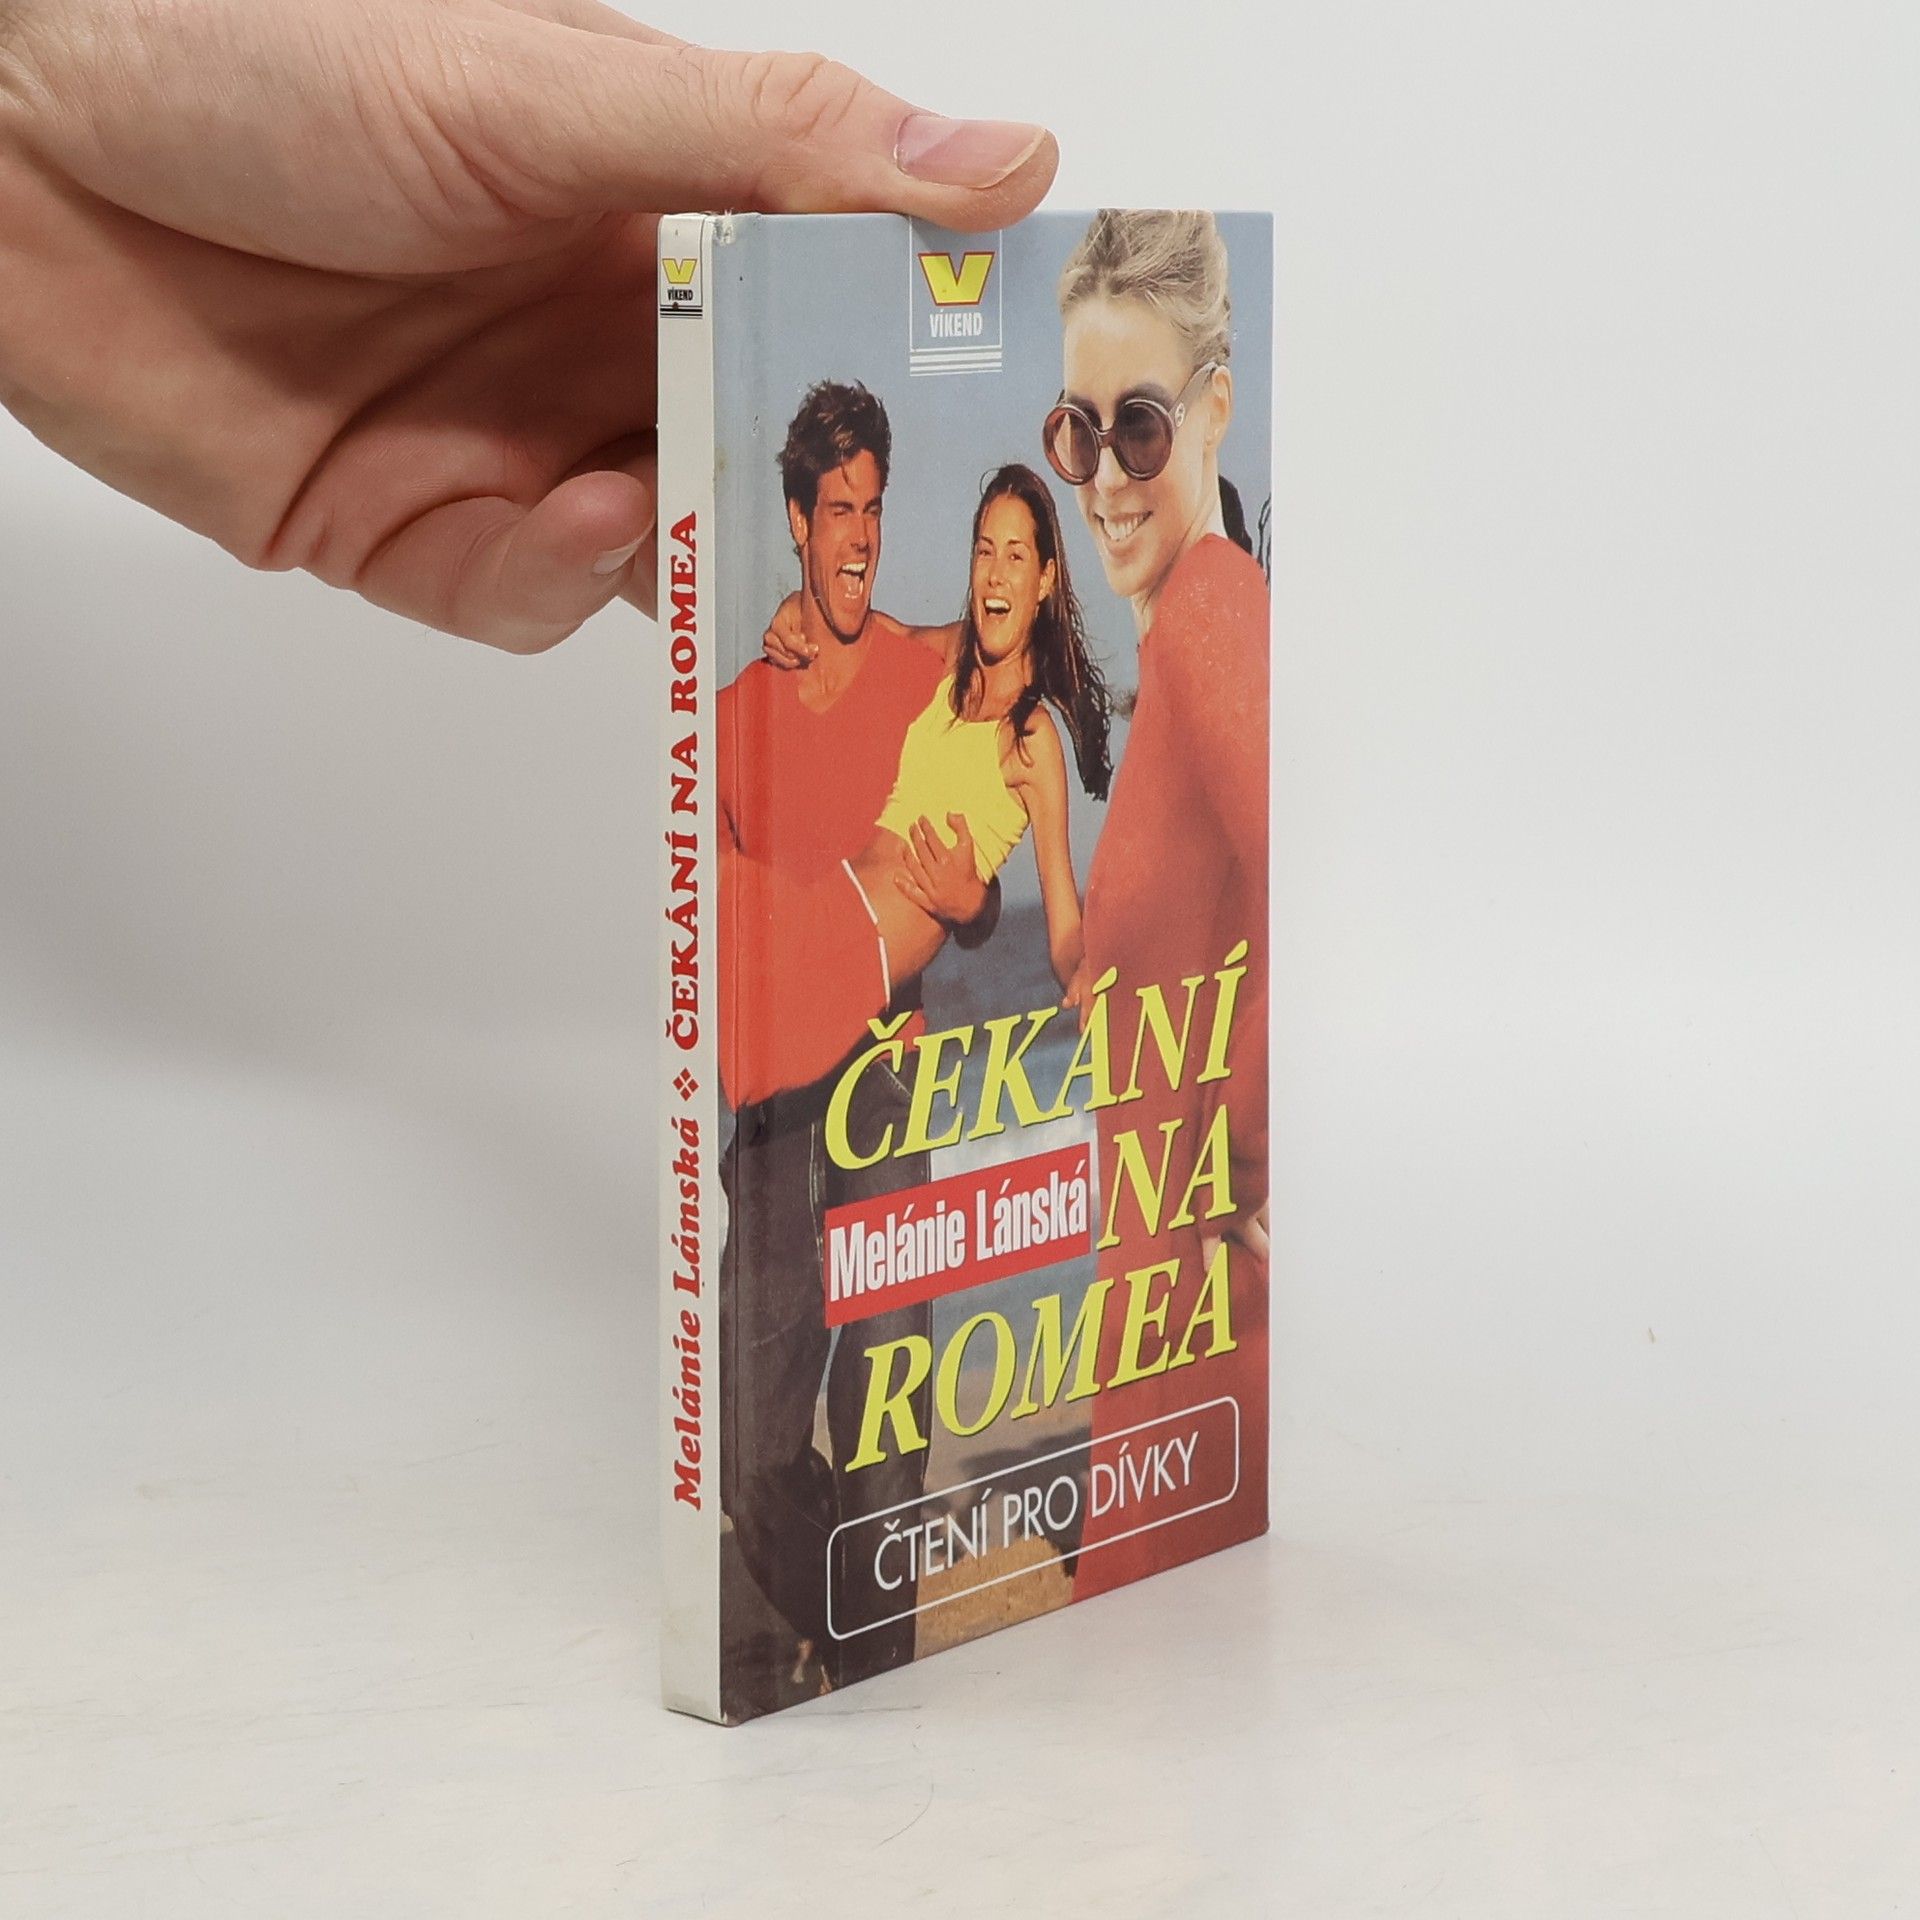 VÍKEND
Melánie Lánská ❖ ČEKÁNÍ NA ROMEA
VÍKEND
ČEKÁNÍ
Melánie Lánská
NA
ROMEA
ČTENÍ PRO DÍVKY